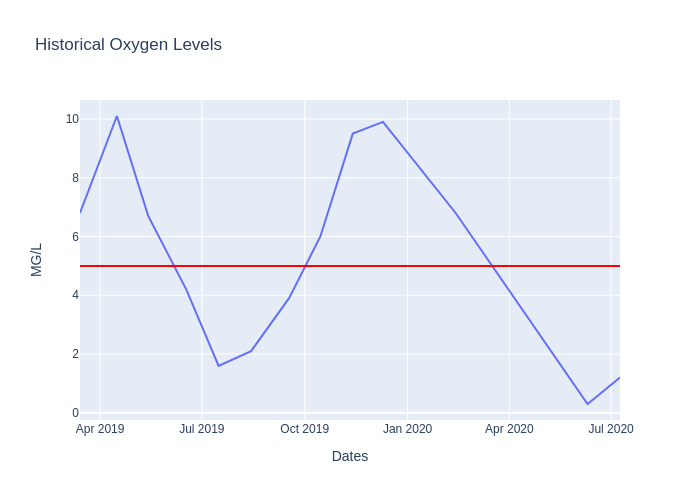 Historical Oxygen Levels
10
8
6
4
2
0
MG/L
Apr 2019
Jul 2019
Oct 2019
Jan 2020
Apr 2020
Jul 2020
Dates